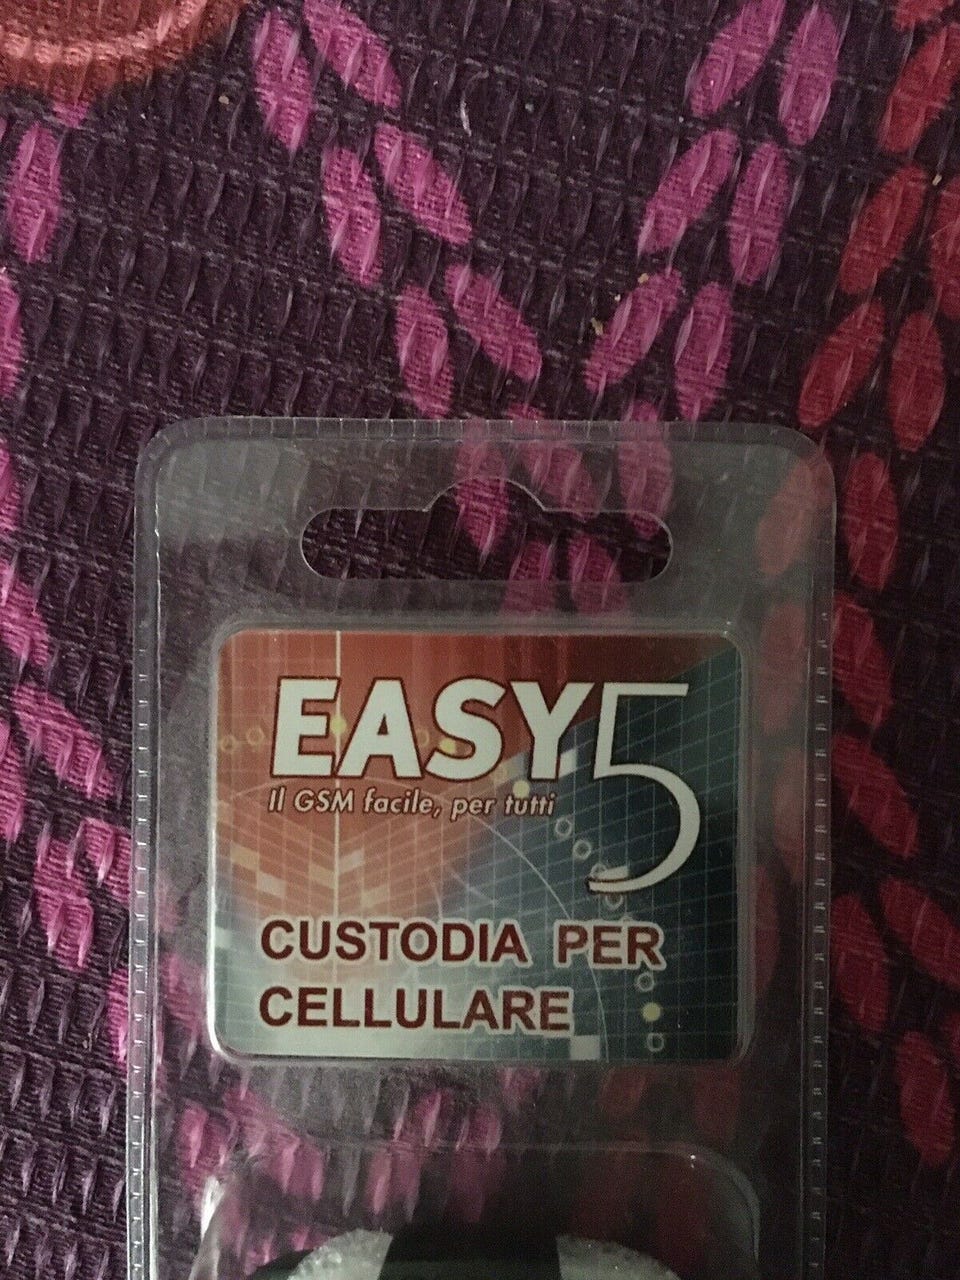 EASY5
Il GSM facile, per tutti
CUSTODIA PER
CELLULARE